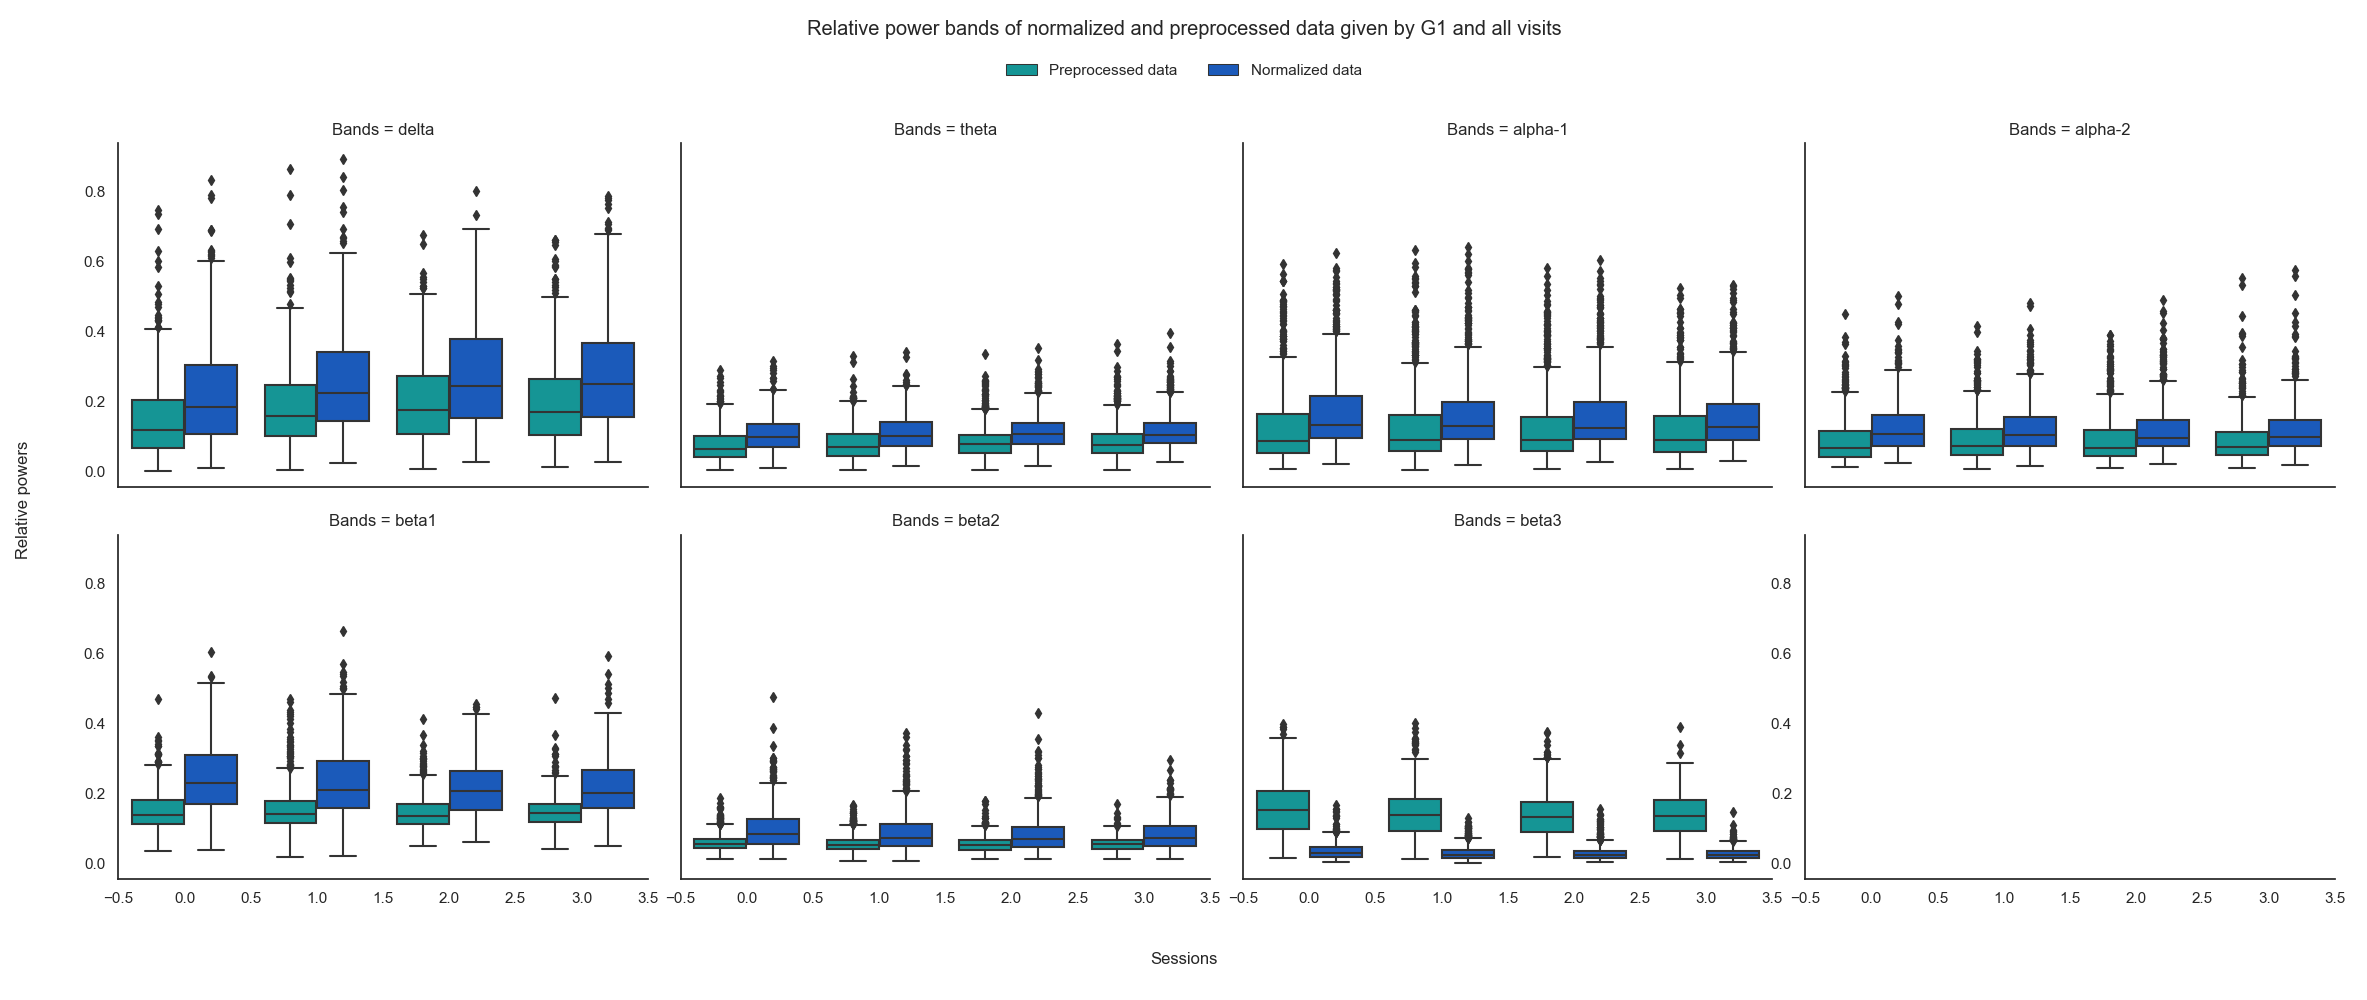 Relative power bands of normalized and preprocessed data given by G1 and all visits
Preprocessed data Normalized data
Bands = delta Bands = theta Bands = alpha-1 Bands = alpha-2
0.8
0.6
0.4
0.2
0.0
Relative powers
Bands = beta1 Bands = beta2 Bands = beta3
0.8 0.8
0.6 0.6
0.4 0.4
0.2 0.2
0.0 0.0
−0.5 0.0 0.5 1.0 1.5 2.0 2.5 3.0 3.5 −0.5 0.0 0.5 1.0 1.5 2.0 2.5 3.0 3.5 −0.5 0.0 0.5 1.0 1.5 2.0 2.5 3.0 3.5 −0.5 0.0 0.5 1.0 1.5 2.0 2.5 3.0 3.5
Sessions